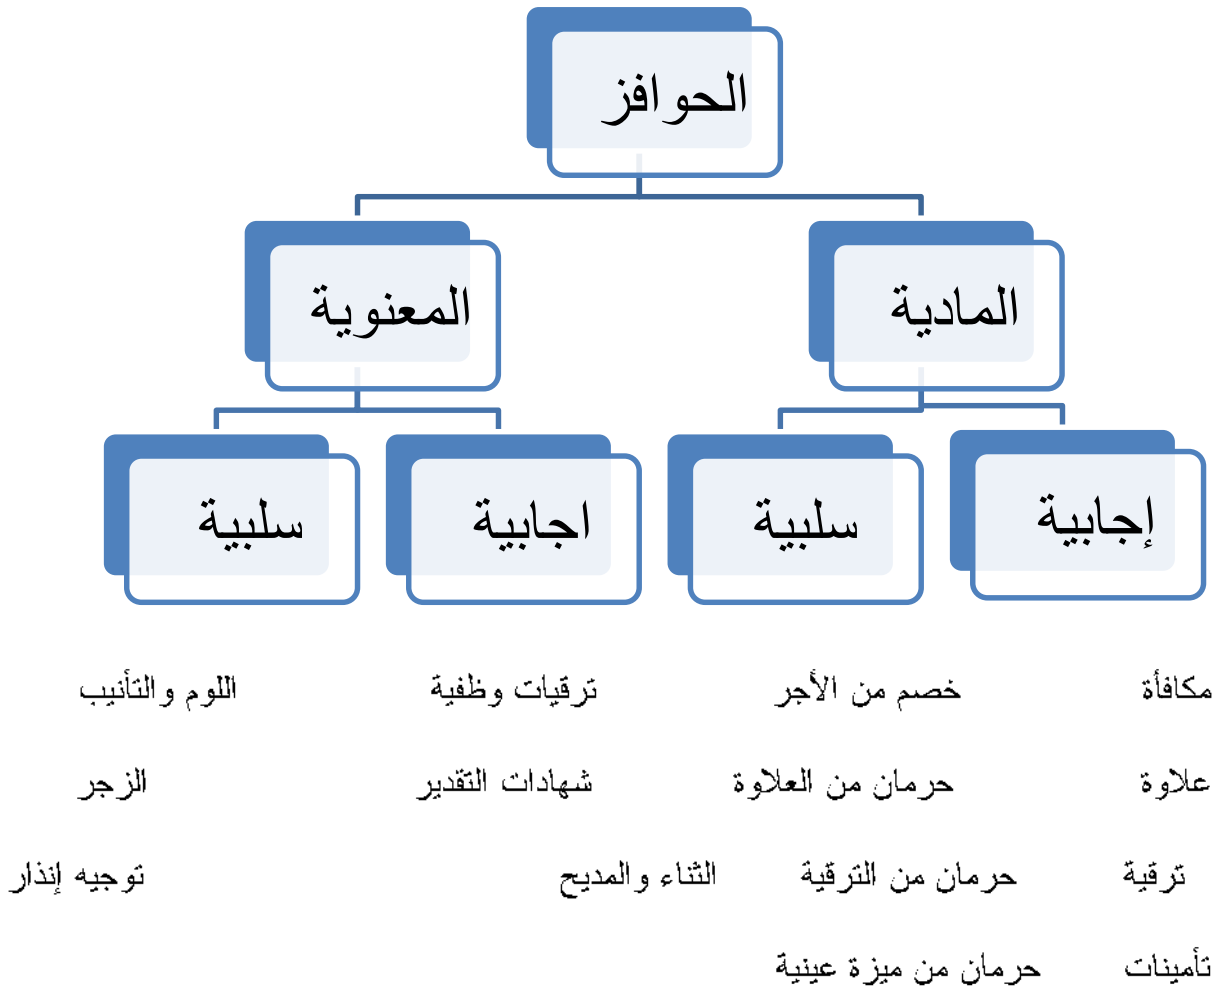 الحوافز
المادية المعنوية
إجابية سلبية اجابية سلبية
مكافأة خصم من الأجر ترقيات وظفية اللوم والتأنيب
علاوة حرمان من العلاوة شهادات التقدير الزجر
ترقية حرمان من الترقية الثناء والمديح توجيه إنذار
تأمينات حرمان من ميزة عينية